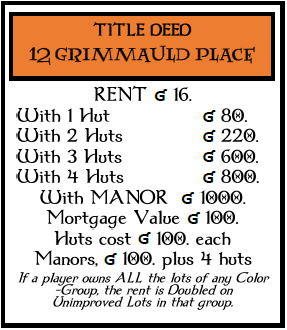 TITLE DEED
12 GRIMMAULD PLACE
RENT ɠ 16.
With 1 Hut ɠ 80.
With 2 Huts ɠ 220.
With 3 Huts ɠ 600.
With 4 Huts ɠ 800.
With MANOR ɠ 1000.
Mortgage Value ɠ 100.
Huts cost ɠ 100. each
Manors, ɠ 100. plus 4 huts
If a player owns ALL the lots of any Color
-Group, the rent is Doubled on
Unimproved Lots in that group.